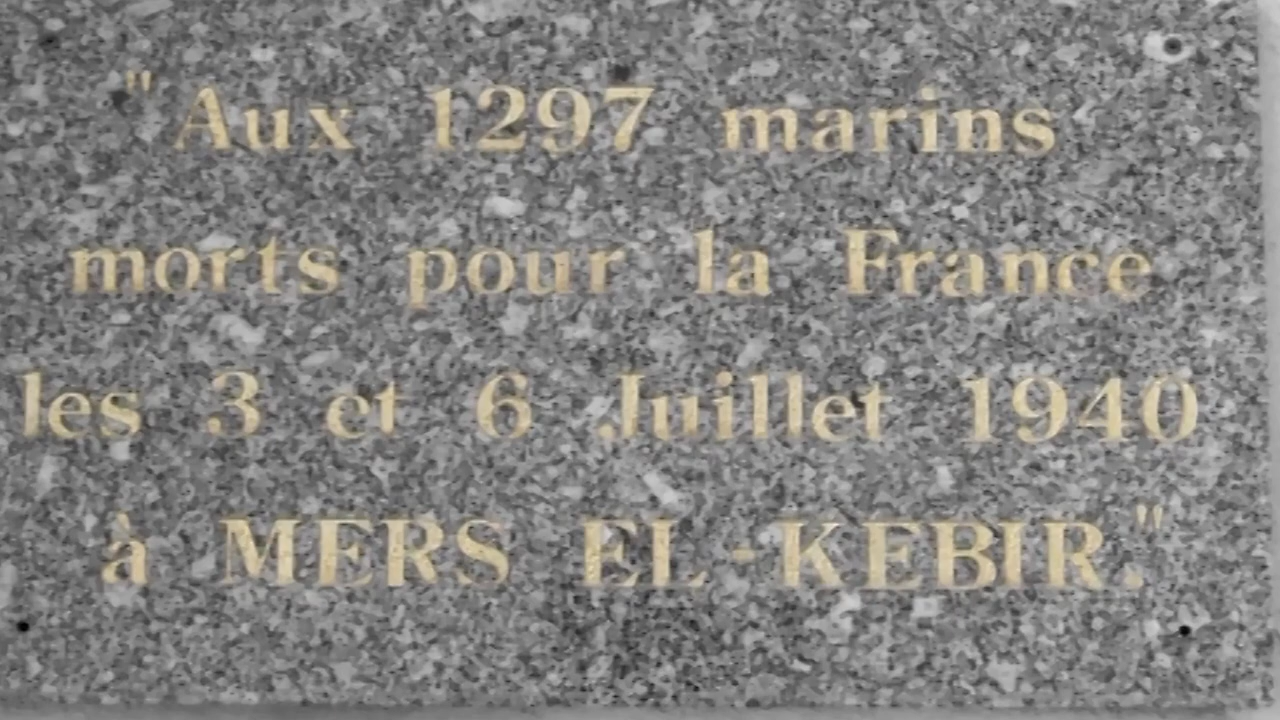 "Aux 1297 marins
morts pour la France
les 3 et 6 Juillet 1940
à MERS EL-KEBIR."